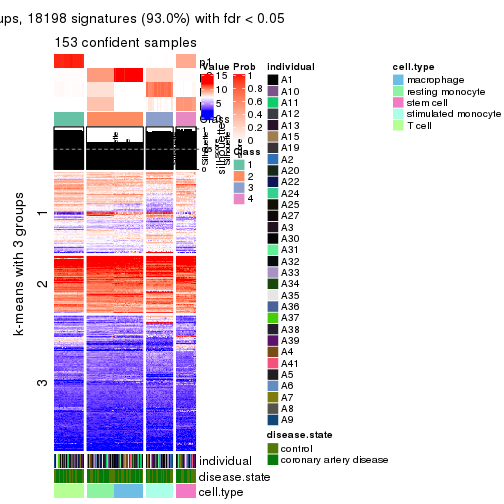 ups, 18198 signatures (93.0%) with fdr < 0.05
153 confident samples
k-means with 3 groups
1
2
3
p1
Value
15
10
5
0
Prob
1
0.8
0.6
0.4
0.2
0
Class
Silhouette
Class
1
2
3
4
individual
A1
A10
A11
A12
A13
A15
A19
A2
A20
A22
A24
A25
A27
A3
A30
A31
A32
A33
A34
A35
A36
A37
A38
A39
A4
A41
A5
A6
A7
A8
A9
disease.state
control
coronary artery disease
cell.type
macrophage
resting monocyte
stem cell
stimulated monocyte
T cell
individual
disease.state
cell.type